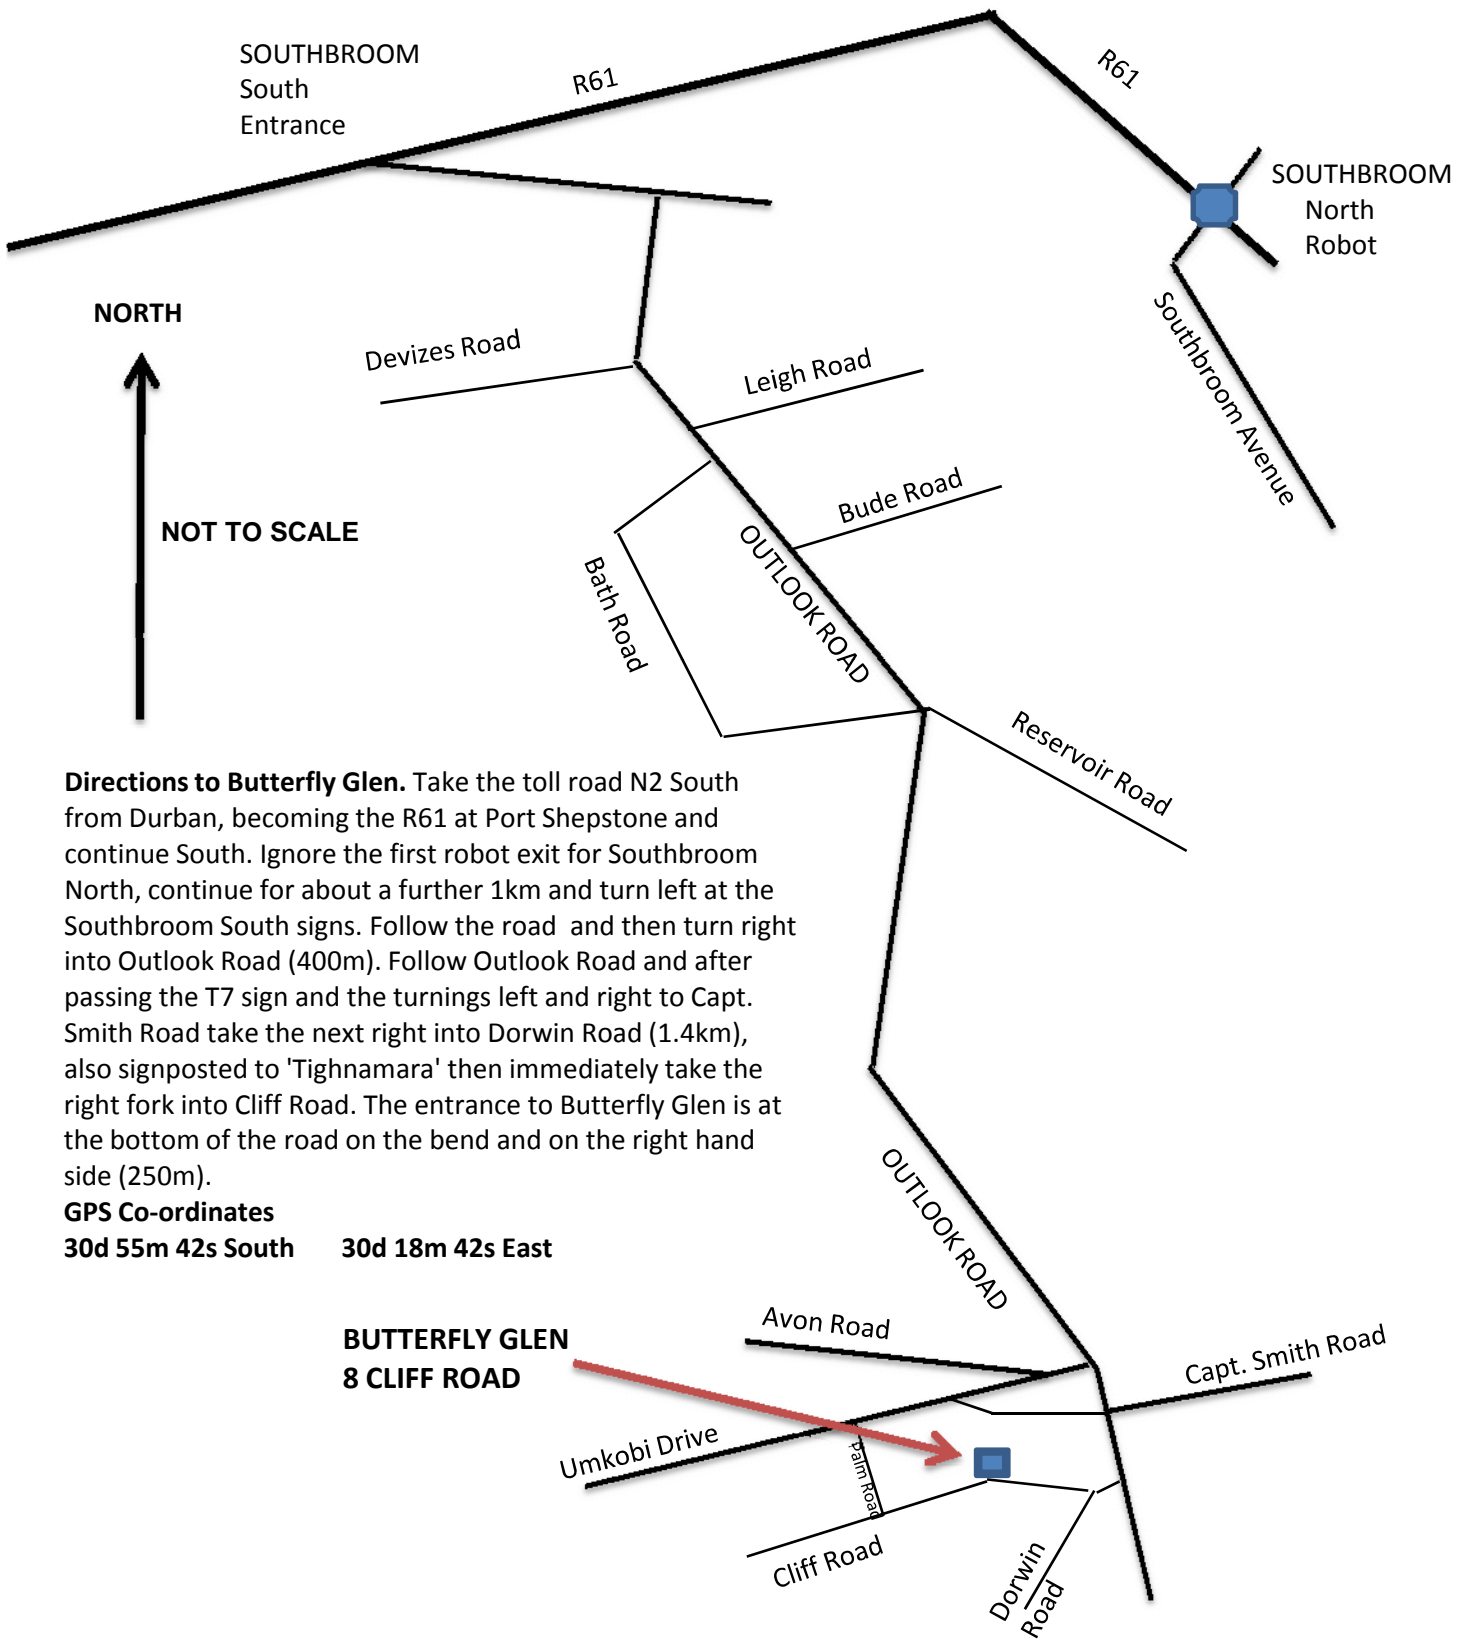 SOUTHBROOM
South
Entrance
R61
R61
SOUTHBROOM
North
Robot
NORTH
Devizes Road
Leigh Road
Southbroom Avenue
NOT TO SCALE
Bude Road
OUTLOOK ROAD
Bath Road
Reservoir Road
Directions to Butterfly Glen. Take the toll road N2 South
from Durban, becoming the R61 at Port Shepstone and
continue South. Ignore the first robot exit for Southbroom
North, continue for about a further 1km and turn left at the
Southbroom South signs. Follow the road  and then turn right
into Outlook Road (400m). Follow Outlook Road and after
passing the T7 sign and the turnings left and right to Capt.
Smith Road take the next right into Dorwin Road (1.4km),
also signposted to 'Tighnamara' then immediately take the
right fork into Cliff Road. The entrance to Butterfly Glen is at
the bottom of the road on the bend and on the right hand
side (250m).
GPS Co-ordinates
30d 55m 42s South 30d 18m 42s East
OUTLOOK ROAD
BUTTERFLY GLEN
8 CLIFF ROAD
Avon Road
Capt. Smith Road
Umkobi Drive
Palm Road
Cliff Road
Dorwin
Road